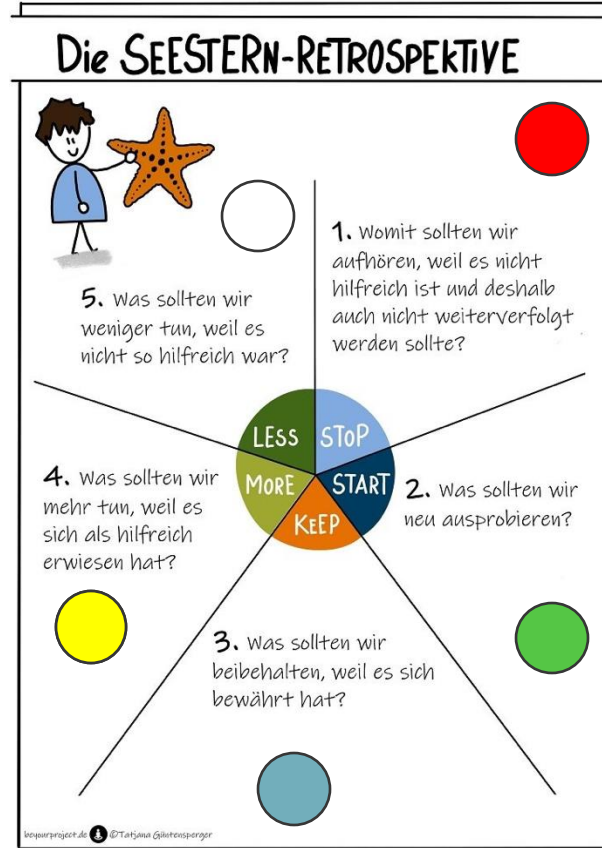 Die SEESTERN-RETROSPEKTIVE
1. Womit sollten wir
aufhören, weil es nicht
hilfreich ist und deshalb
auch nicht weiterverfolgt
werden sollte?
5. Was sollten wir
weniger tun, weil es
nicht so hilfreich war?
LESS STOP
MORE START
KEEP
4. Was sollten wir
mehr tun, weil es
sich als hilfreich
erwiesen hat?
2. Was sollten wir
neu ausprobieren?
3. Was sollten wir
beibehalten, weil es sich
bewährt hat?
beyourproject.de ©Tatjana